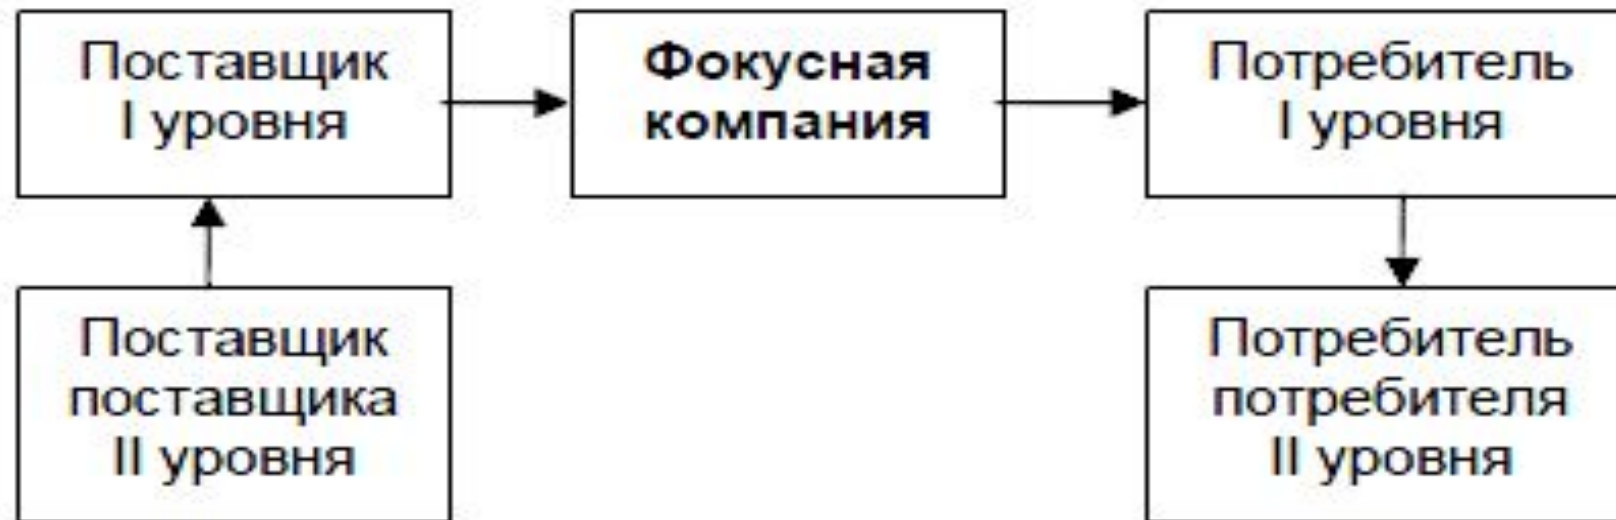 Поставщик
I уровня
Фокусная
компания
Потребитель
I уровня
Поставщик
поставщика
II уровня
Потребитель
потребителя
II уровня